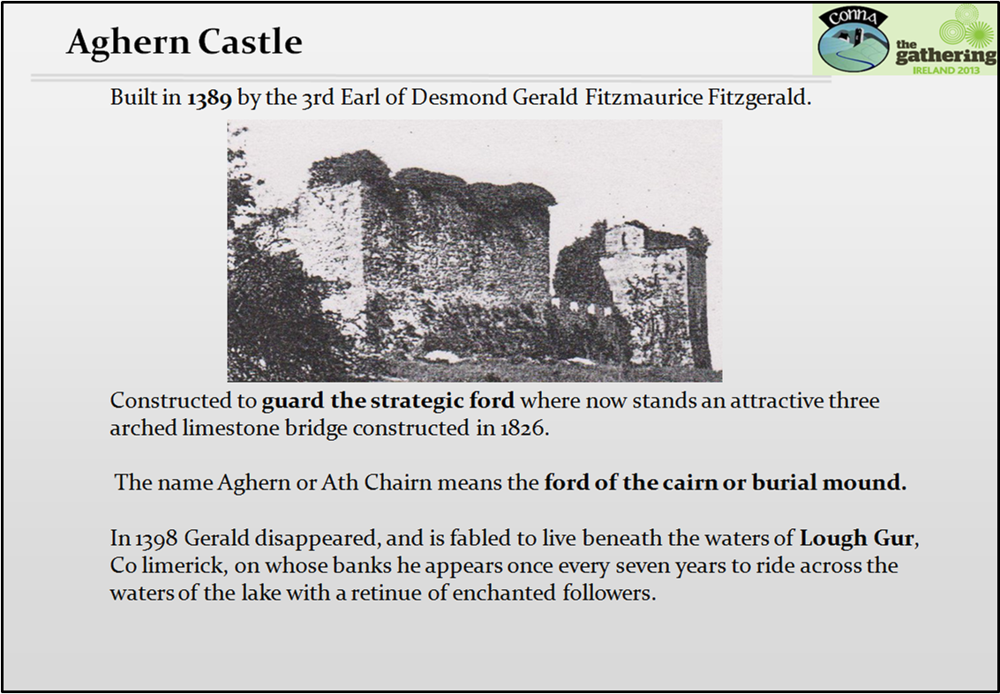 Aghern Castle
CONNA
the
gathering
IRELAND 2013
Built in 1389 by the 3rd Earl of Desmond Gerald Fitzmaurice Fitzgerald.
Constructed to guard the strategic ford where now stands an attractive three
arched limestone bridge constructed in 1826.
The name Aghern or Ath Chairn means the ford of the cairn or burial mound.
In 1398 Gerald disappeared, and is fabled to live beneath the waters of Lough Gur,
Co limerick, on whose banks he appears once every seven years to ride across the
waters of the lake with a retinue of enchanted followers.